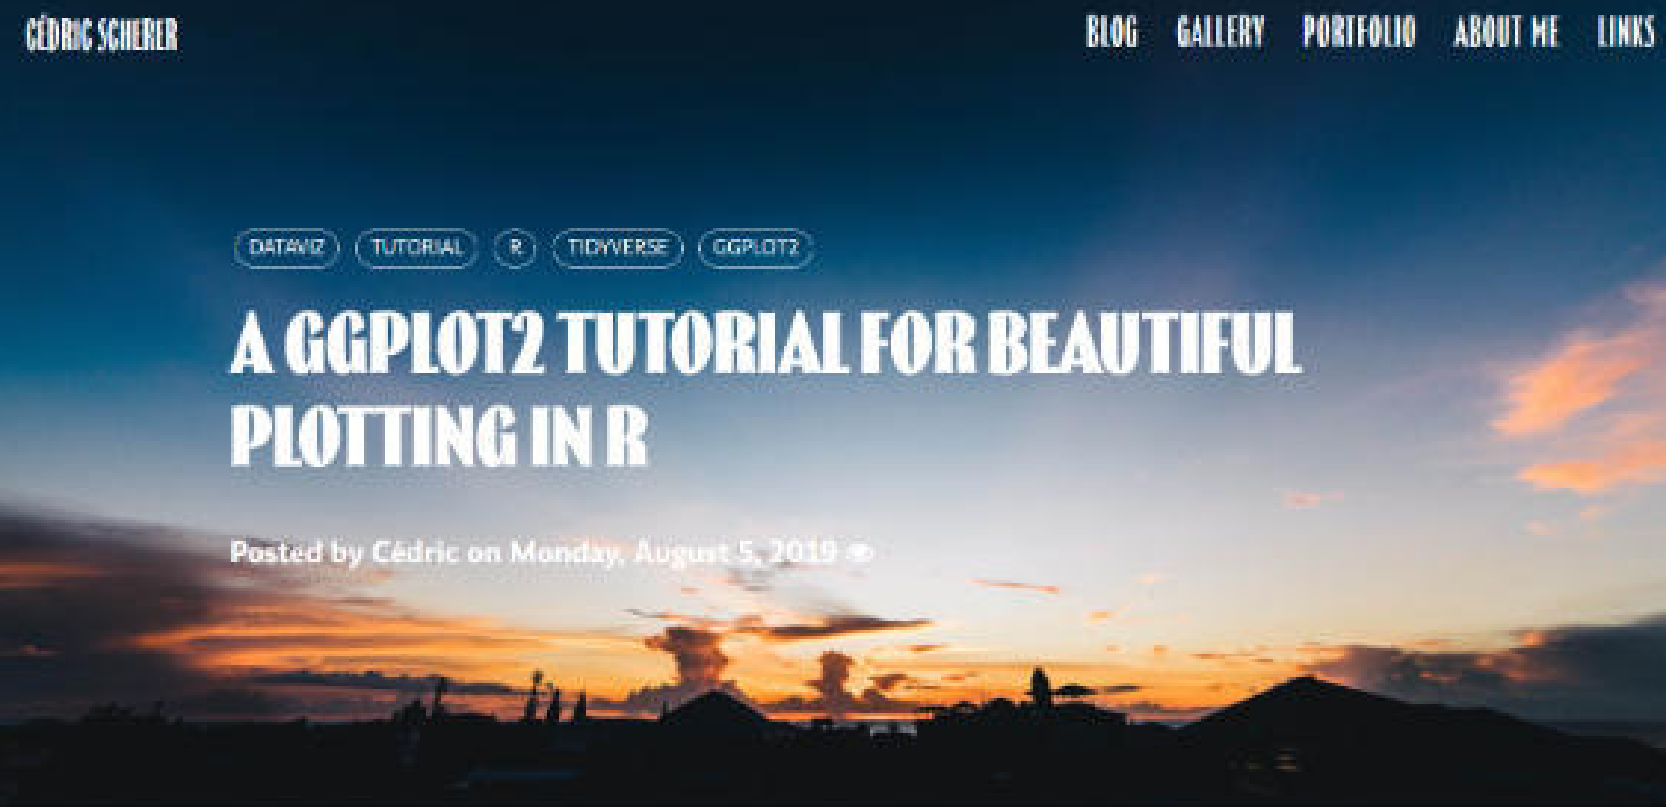 CÉDRIC SCHERER
BLOG GALLERY PORTFOLIO ABOUT ME LINKS
DATAVIZ TUTORIAL R TIDYVERSE GGPLOT2
A GGPLOT2 TUTORIAL FOR BEAUTIFUL
PLOTTING IN R
Posted by Cédric on Monday, August 5, 2019